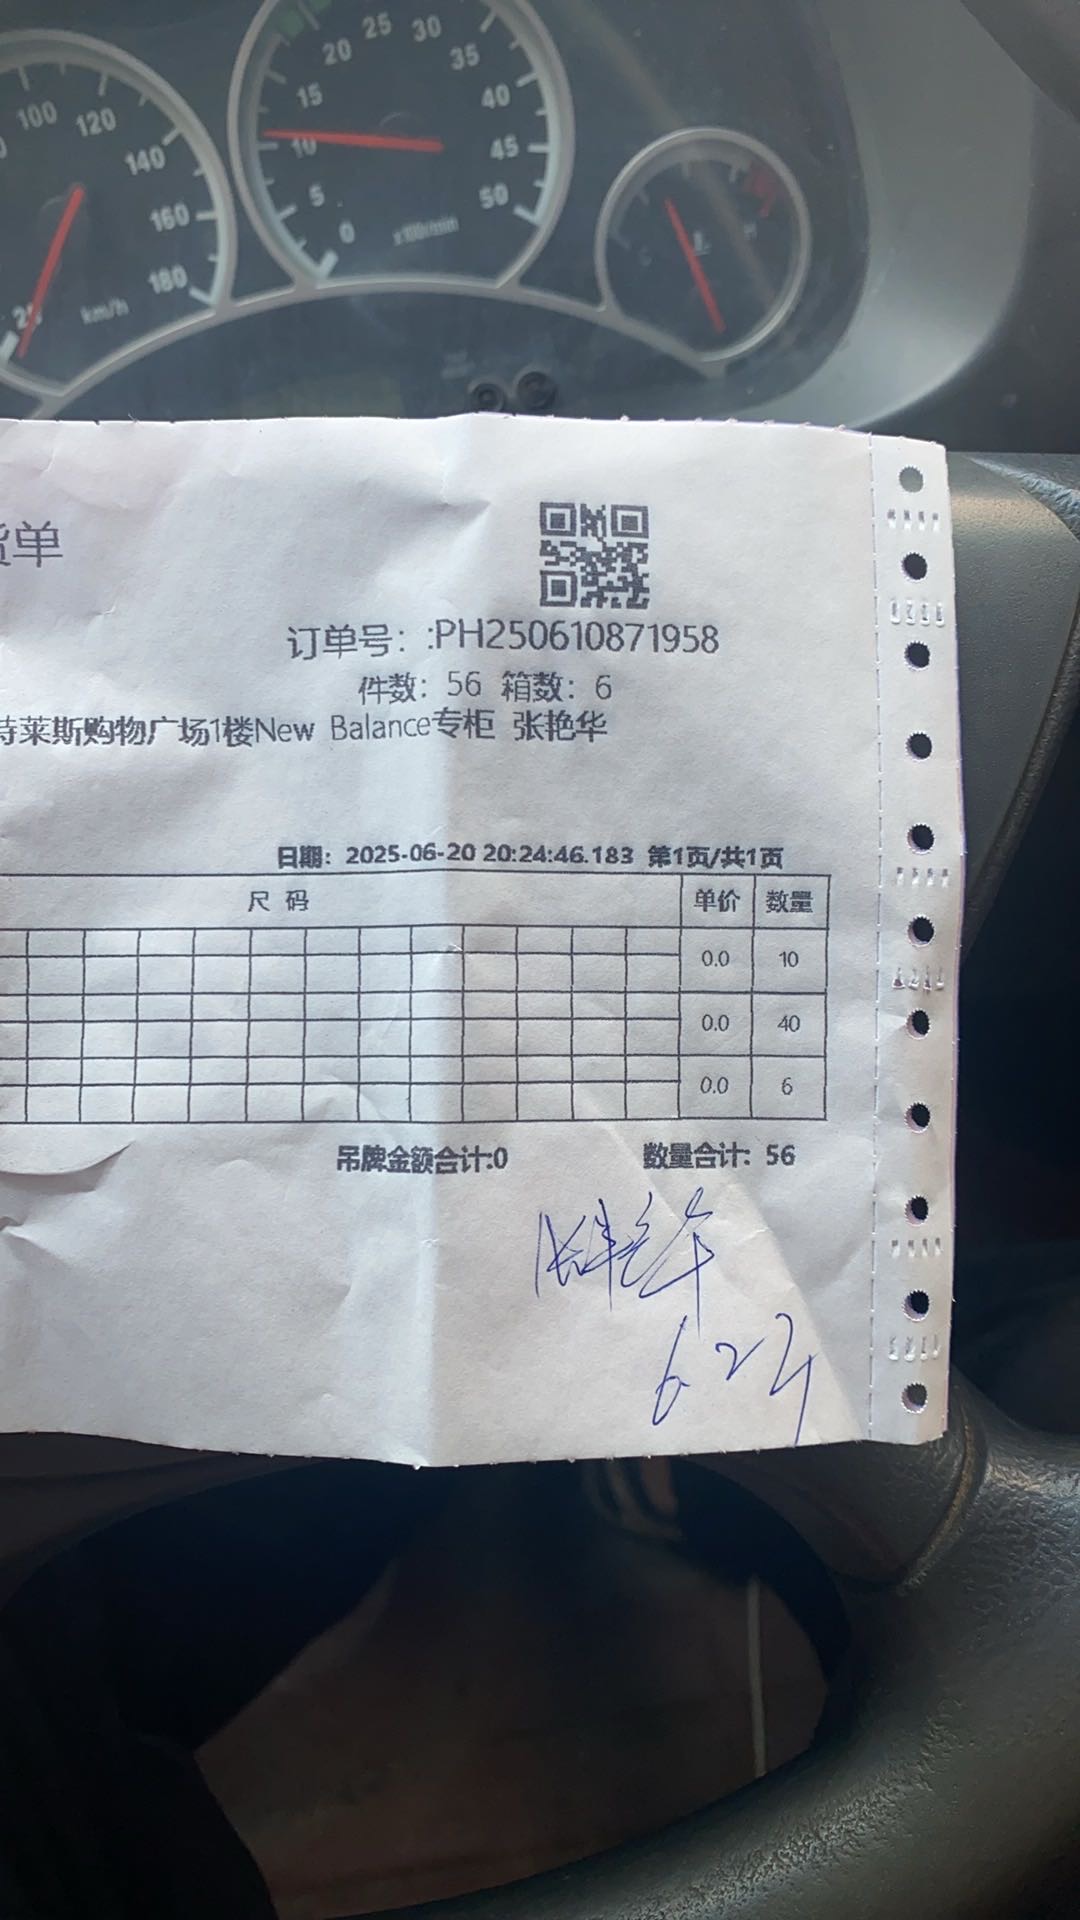 100
120
140
160
180
20
km/h
0
5
10
15
20
25
30
35
40
45
50
x100r/min
货单
订单号：:PH250610871958
件数：56 箱数：6
特莱斯购物广场1楼New Balance专柜 张艳华
日期：2025-06-20 20:24:46.183 第1页/共1页
尺 码 单价 数量
0.0 10
0.0 40
0.0 6
吊牌金额合计:0 数量合计：56